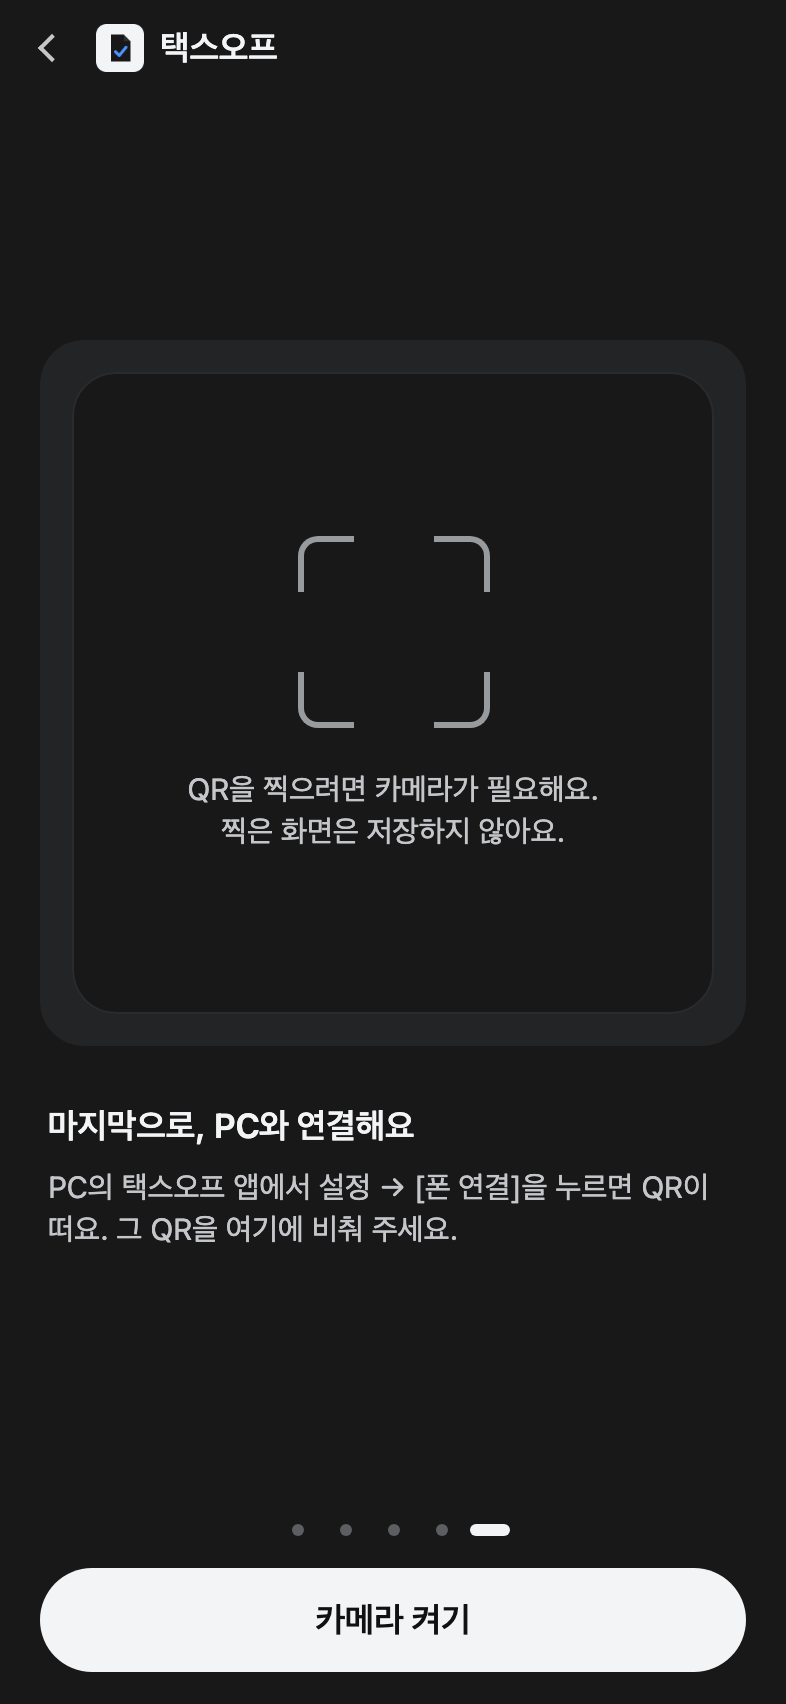 택스오프
QR을 찍으려면 카메라가 필요해요.
찍은 화면은 저장하지 않아요.
마지막으로, PC와 연결해요
PC의 택스오프 앱에서 설정 → [폰 연결]을 누르면 QR이
떠요. 그 QR을 여기에 비춰 주세요.
카메라 켜기